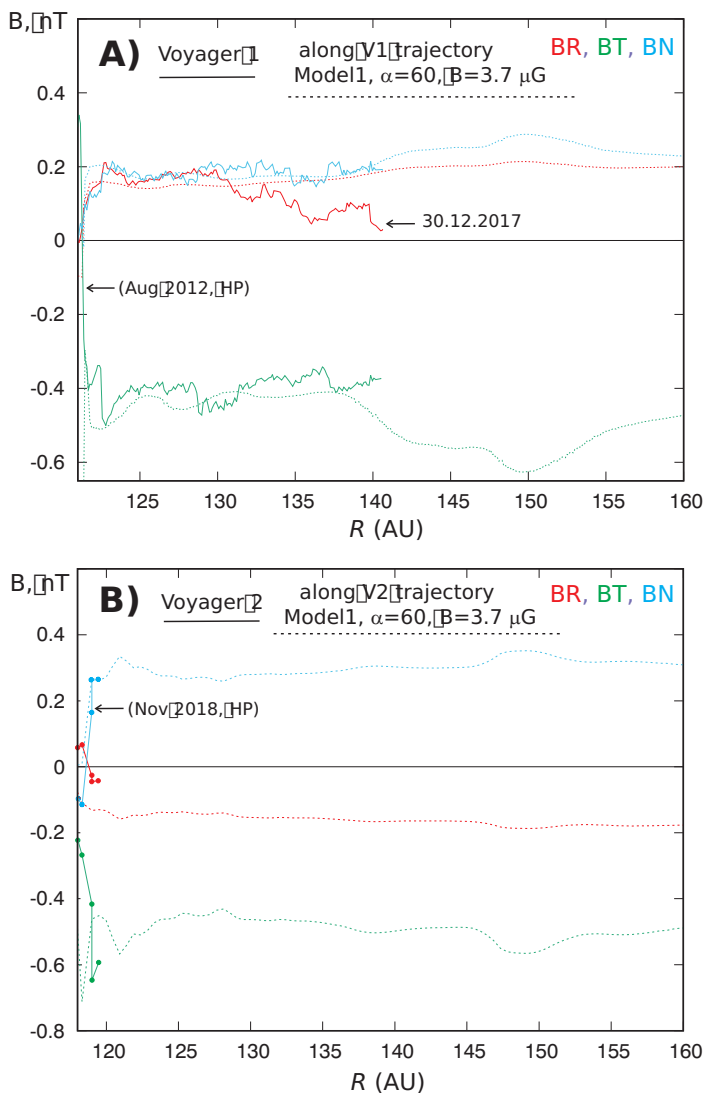 B, nT
A)
Voyager 1
along V1 trajectory
Model1, α=60, B=3.7 μG
BR, BT, BN
0.4
0.2
0
-0.2
-0.4
-0.6
30.12.2017
(Aug 2012, HP)
125 130 135 140 145 150 155 160
R (AU)
B, nT
B)
Voyager 2
along V2 trajectory
Model1, α=60, B=3.7 μG
BR, BT, BN
0.4
0.2
0
-0.2
-0.4
-0.6
-0.8
(Nov 2018, HP)
120 125 130 135 140 145 150 155 160
R (AU)